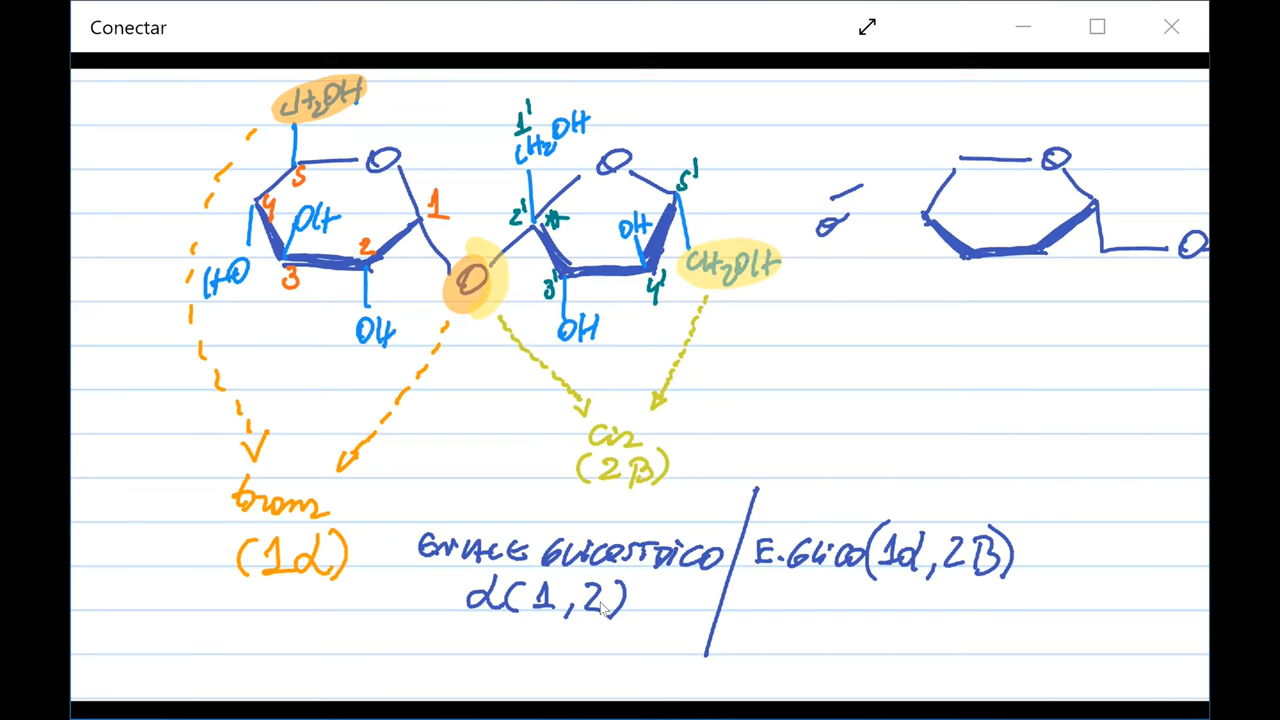 Conectar
CH2OH
1'
CH2OH
O
O
5'
O
5
2'
4
OH
1
OH
2
HO
3
O
CH2OH
3'
4'
O
OH
OH
Cis
(2β)
trans
(1α)
ENLACE GLICOSÍDICO
α(1,2)
E. Glico(1α, 2β)